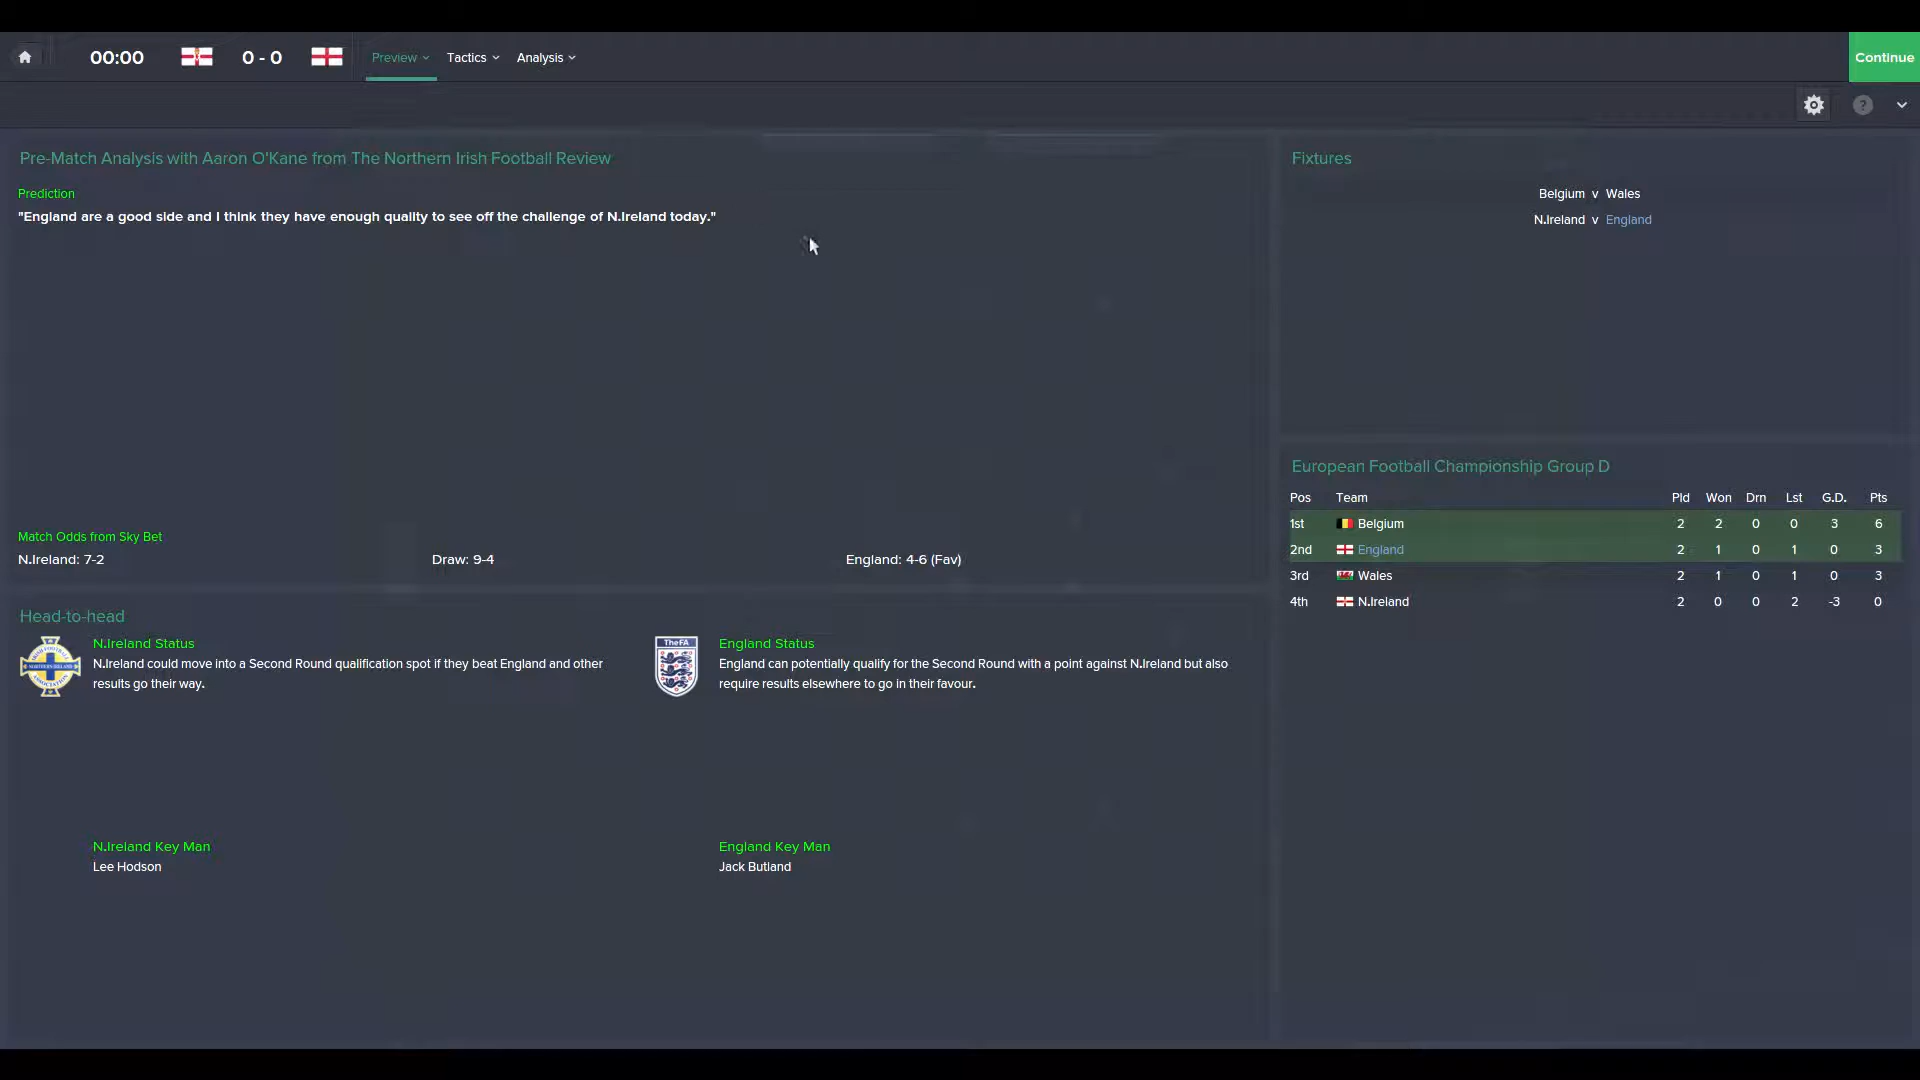 00:00 0 - 0 Preview Tactics Analysis Continue
?
Pre-Match Analysis with Aaron O'Kane from The Northern Irish Football Review
Prediction
"England are a good side and I think they have enough quality to see off the challenge of N.Ireland today."
Match Odds from Sky Bet
N.Ireland: 7-2 Draw: 9-4 England: 4-6 (Fav)
Fixtures
Belgium v Wales
N.Ireland v England
European Football Championship Group D
Pos Team Pld Won Drn Lst G.D. Pts
1st Belgium 2 2 0 0 3 6
2nd England 2 1 0 1 0 3
3rd Wales 2 1 0 1 0 3
4th N.Ireland 2 0 0 2 -3 0
Head-to-head
N.Ireland Status
N.Ireland could move into a Second Round qualification spot if they beat England and other
results go their way.
N.Ireland Key Man
Lee Hodson
TheFA
England Status
England can potentially qualify for the Second Round with a point against N.Ireland but also
require results elsewhere to go in their favour.
England Key Man
Jack Butland